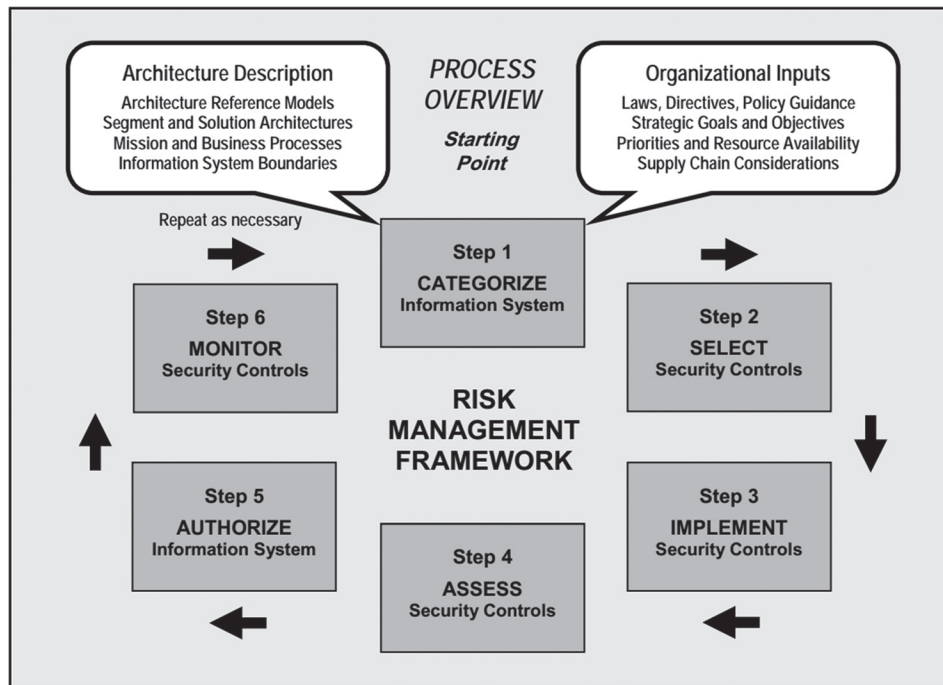 Architecture Description
Architecture Reference Models
Segment and Solution Architectures
Mission and Business Processes
Information System Boundaries
PROCESS
OVERVIEW
Starting
Point
Organizational Inputs
Laws, Directives, Policy Guidance
Strategic Goals and Objectives
Priorities and Resource Availability
Supply Chain Considerations
Repeat as necessary
Step 1
CATEGORIZE
Information System
Step 2
SELECT
Security Controls
Step 3
IMPLEMENT
Security Controls
Step 4
ASSESS
Security Controls
Step 5
AUTHORIZE
Information System
Step 6
MONITOR
Security Controls
RISK
MANAGEMENT
FRAMEWORK